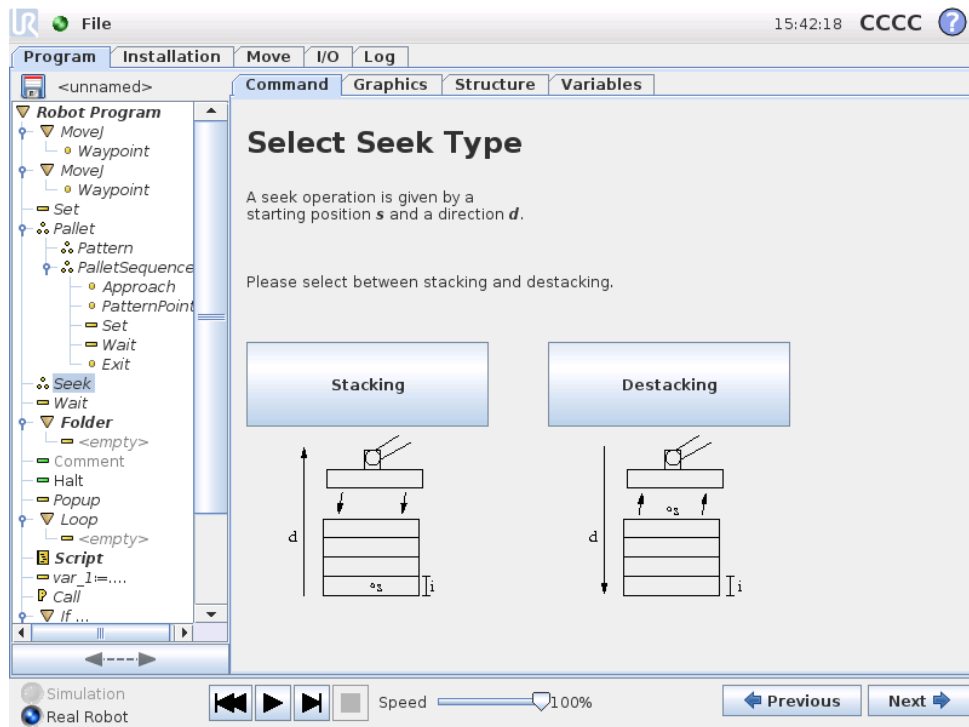 UR File 15:42:18 CCCC ?
Program Installation Move I/O Log
<unnamed>
Command Graphics Structure Variables
Robot Program
MoveJ
Waypoint
MoveJ
Waypoint
Set
Pallet
Pattern
PalletSequence
Approach
PatternPoint
Set
Wait
Exit
Seek
Wait
Folder
<empty>
Comment
Halt
Popup
Loop
<empty>
Script
var_1:=....
Call
If ...
Select Seek Type
A seek operation is given by a
starting position s and a direction d.
Please select between stacking and destacking.
Stacking Destacking
s
d d
s i i
Simulation
Real Robot
Speed 100%
Previous Next